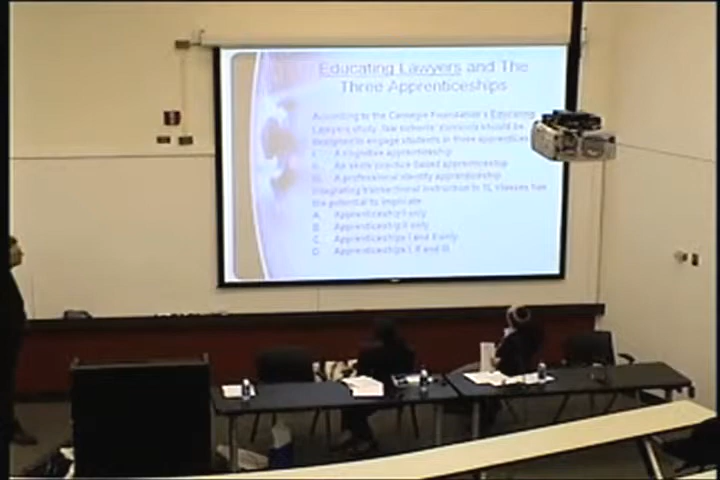 Educating Lawyers and The
Three Apprenticeships
According to the Carnegie Foundation's Educating
Lawyers study, law schools' curricula should be
designed to engage students in three apprenticeships
I. A cognitive apprenticeship
II. An skills practice based apprenticeship
III. A professional identity apprenticeship
Integrating transactional instruction in 1L classes has
the potential to implicate
A. Apprenticeship I only
B. Apprenticeship II only
C. Apprenticeships I and II only
D. Apprenticeships I, II and III